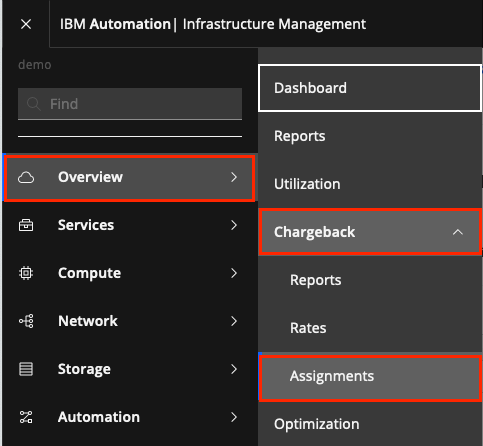 IBM Automation| Infrastructure Management
demo
Find
Overview
Services
Compute
Network
Storage
Automation
Dashboard
Reports
Utilization
Chargeback
Reports
Rates
Assignments
Optimization